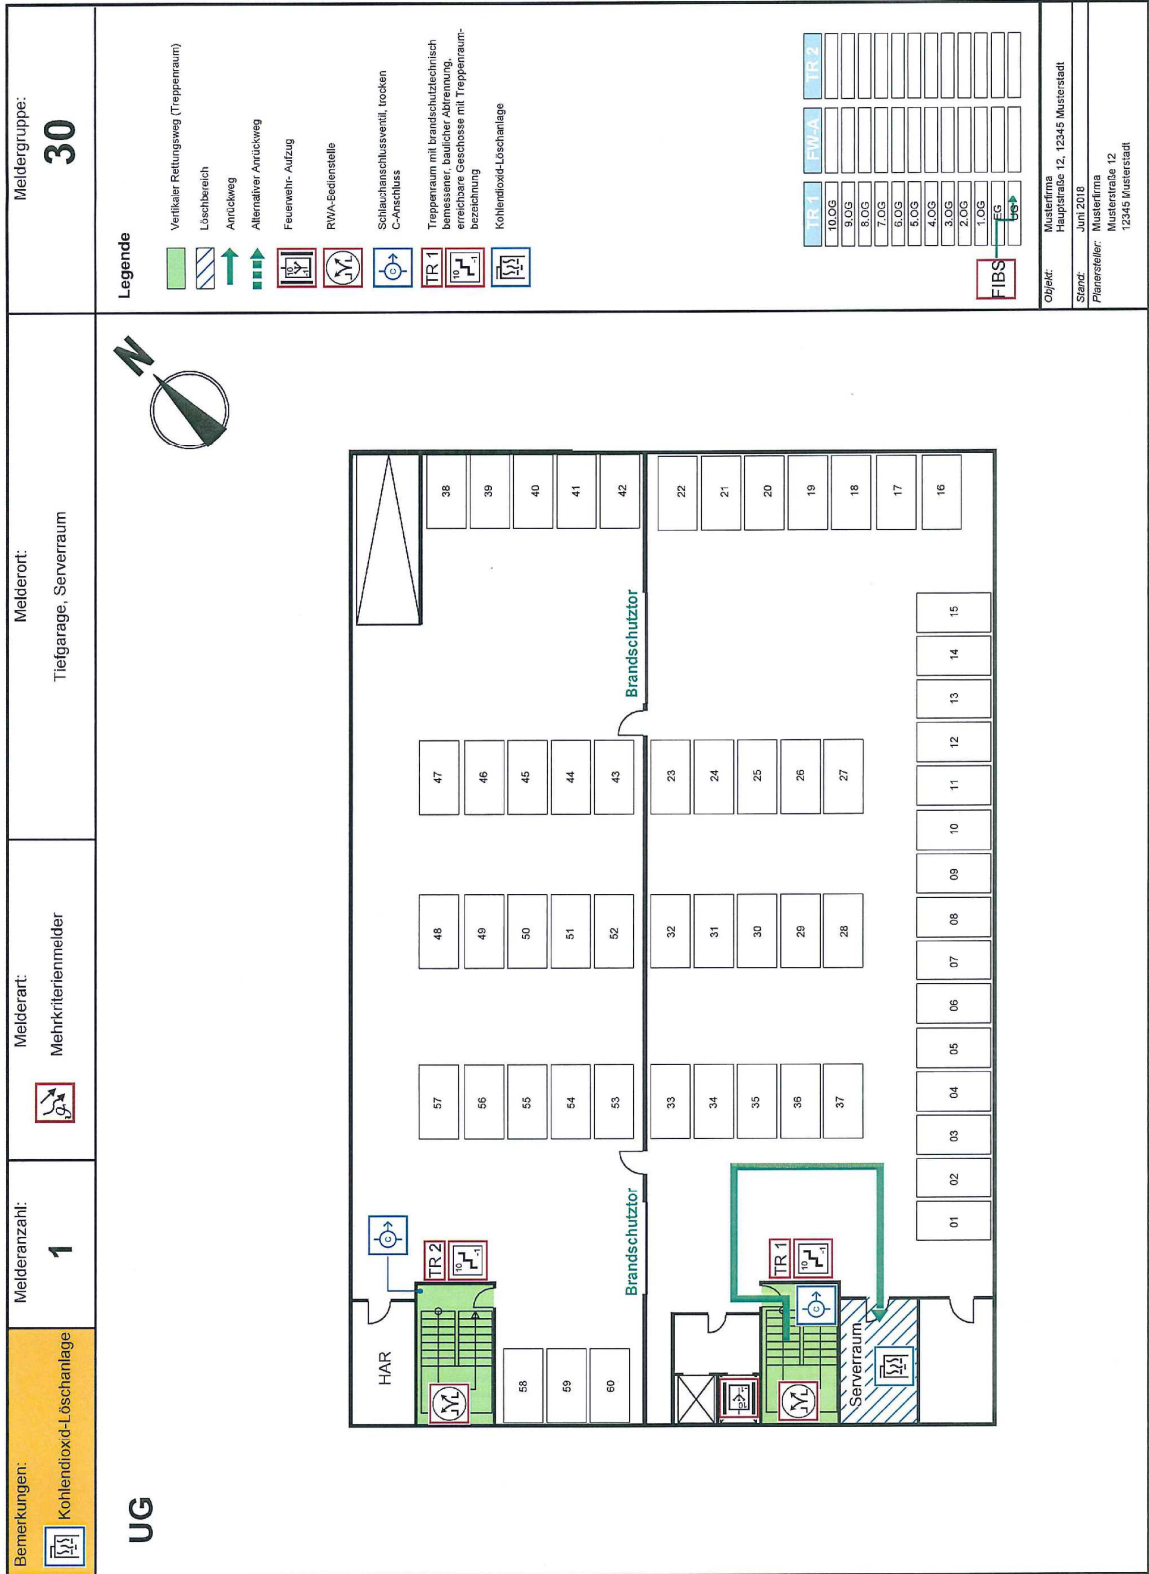 Bemerkungen:
Kohlendioxid-Löschanlage
Melderanzahl:
1
Melderart:
Mehrkriterienmelder
Melderort:
Tiefgarage, Serverraum
Meldergruppe:
30
UG
N
HAR
TR 2
10
-1
C
Brandschutztor
Brandschutztor
38
39
40
41
42
47
46
45
44
43
48
49
50
51
52
57
56
55
54
53
58
59
60
22
21
20
19
18
17
16
23
24
25
26
27
32
31
30
29
28
33
34
35
36
37
TR 1
10
-1
C
Serverraum
01
02
03
04
05
06
07
08
09
10
11
12
13
14
15
Legende
Vertikaler Rettungsweg (Treppenraum)
Löschbereich
Anrückweg
Alternativer Anrückweg
Feuerwehr- Aufzug
RWA-Bedienstelle
Schlauchanschlussventil, trocken
C-Anschluss
TR 1
Treppenraum mit brandschutztechnisch
bemessener, baulicher Abtrennung,
erreichbare Geschosse mit Treppenraum-
bezeichnung
Kohlendioxid-Löschanlage
TR 1 FW-A TR 2
10.OG
9.OG
8.OG
7.OG
6.OG
5.OG
4.OG
3.OG
2.OG
1.OG
EG
UG
FIBS
Objekt: Musterfirma
Hauptstraße 12, 12345 Musterstadt
Stand: Juni 2018
Planersteller: Musterfirma
Musterstraße 12
12345 Musterstadt